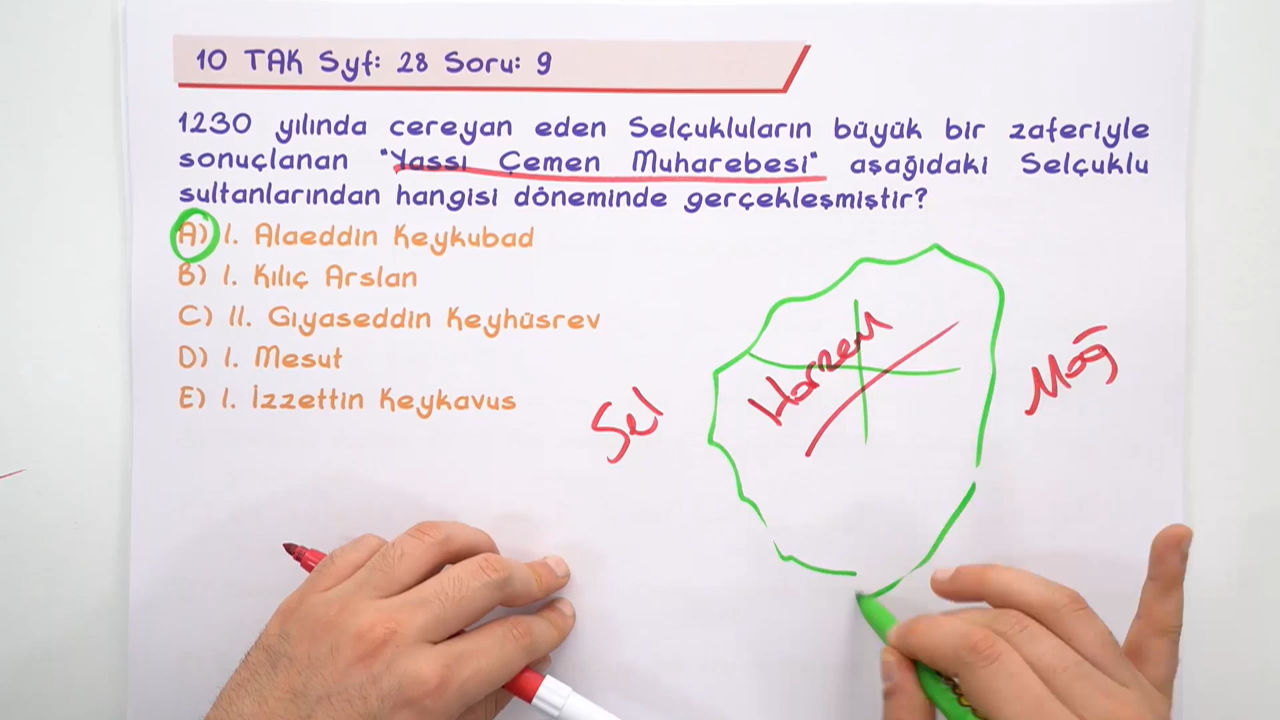 10 TAK Syf: 28 Soru: 9
1230 yılında cereyan eden Selçukluların büyük bir zaferiyle
sonuçlanan "Yassı Çemen Muharebesi" aşağıdaki Selçuklu
sultanlarından hangisi döneminde gerçekleşmiştir?
A) I. Alaeddin Keykubad
B) I. Kılıç Arslan
C) II. Gıyaseddin Keyhüsrev
D) I. Mesut
E) I. İzzettin Keykavus
Sel
Harzem
Moğ